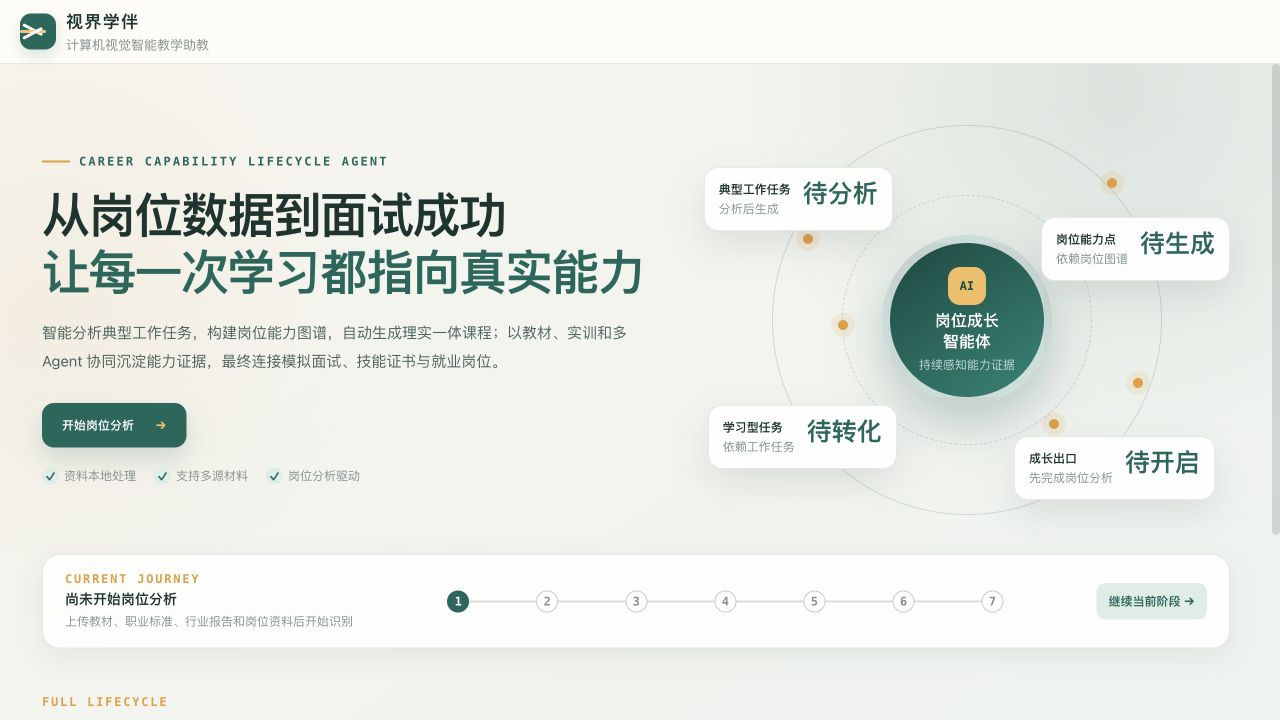 视界学伴
计算机视觉智能教学助教
CAREER CAPABILITY LIFECYCLE AGENT
从岗位数据到面试成功
让每一次学习都指向真实能力
智能分析典型工作任务，构建岗位能力图谱，自动生成理实一体课程；以教材、实训和多
Agent 协同沉淀能力证据，最终连接模拟面试、技能证书与就业岗位。
开始岗位分析 →
资料本地处理
支持多源材料
岗位分析驱动
典型工作任务
分析后生成
待分析
岗位能力点
依赖岗位图谱
待生成
AI
岗位成长
智能体
持续感知能力证据
学习型任务
依赖工作任务
待转化
成长出口
先完成岗位分析
待开启
CURRENT JOURNEY
尚未开始岗位分析
上传教材、职业标准、行业报告和岗位资料后开始识别
1 2 3 4 5 6 7
继续当前阶段 →
FULL LIFECYCLE